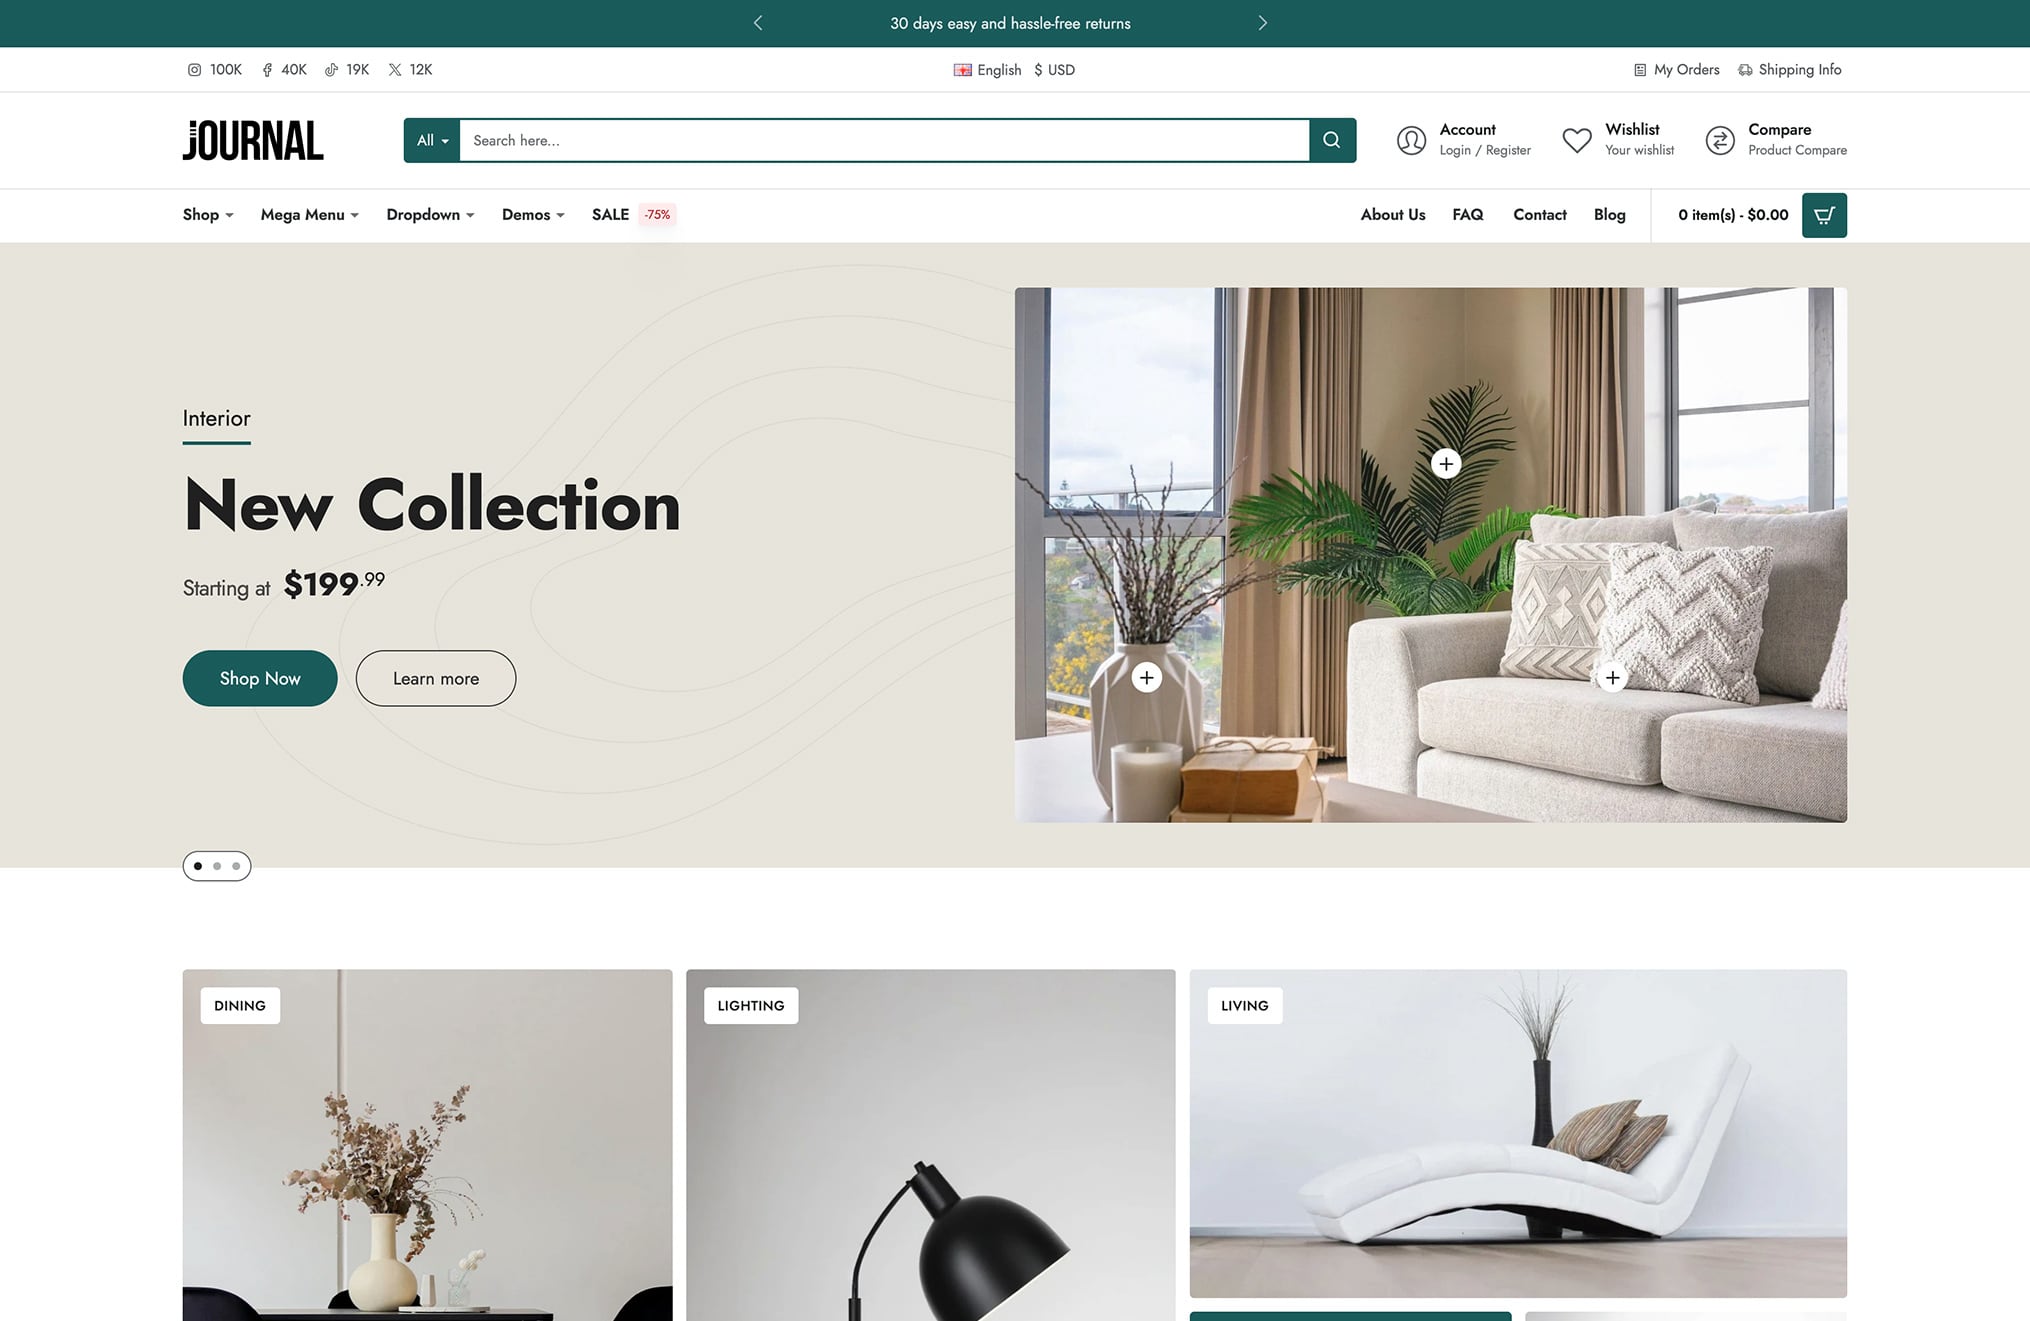 30 days easy and hassle-free returns
100K 40K 19K 12K
English $ USD
My Orders Shipping Info
JOURNAL
All
Search here...
Account
Login / Register
Wishlist
Your wishlist
Compare
Product Compare
Shop Mega Menu Dropdown Demos SALE -75%
About Us FAQ Contact Blog
0 item(s) - $0.00
Interior
New Collection
Starting at $199.99
Shop Now Learn more
DINING
LIGHTING
LIVING